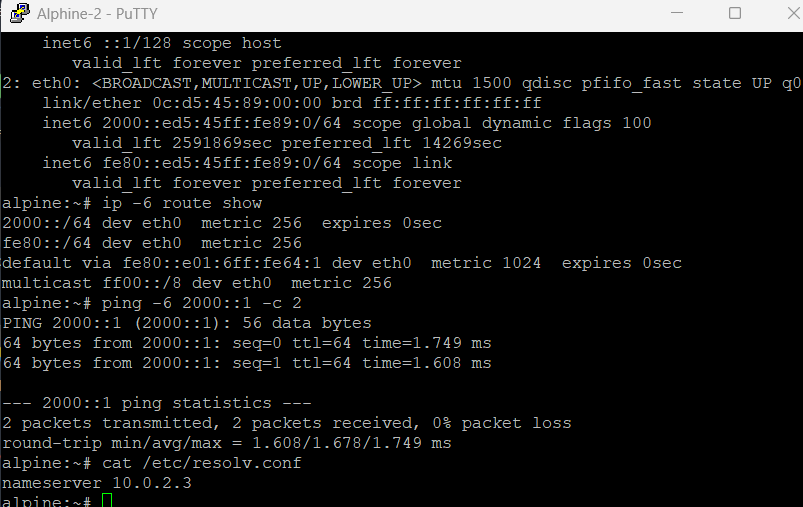 Alphine-2 - PuTTY
inet6 ::1/128 scope host
valid_lft forever preferred_lft forever
2: eth0: <BROADCAST,MULTICAST,UP,LOWER_UP> mtu 1500 qdisc pfifo_fast state UP q0
link/ether 0c:d5:45:89:00:00 brd ff:ff:ff:ff:ff:ff
inet6 2000::ed5:45ff:fe89:0/64 scope global dynamic flags 100
valid_lft 2591869sec preferred_lft 14269sec
inet6 fe80::ed5:45ff:fe89:0/64 scope link
valid_lft forever preferred_lft forever
alpine:~# ip -6 route show
2000::/64 dev eth0  metric 256  expires 0sec
fe80::/64 dev eth0  metric 256
default via fe80::e01:6ff:fe64:1 dev eth0  metric 1024  expires 0sec
multicast ff00::/8 dev eth0  metric 256
alpine:~# ping -6 2000::1 -c 2
PING 2000::1 (2000::1): 56 data bytes
64 bytes from 2000::1: seq=0 ttl=64 time=1.749 ms
64 bytes from 2000::1: seq=1 ttl=64 time=1.608 ms
--- 2000::1 ping statistics ---
2 packets transmitted, 2 packets received, 0% packet loss
round-trip min/avg/max = 1.608/1.678/1.749 ms
alpine:~# cat /etc/resolv.conf
nameserver 10.0.2.3
alpine:~#